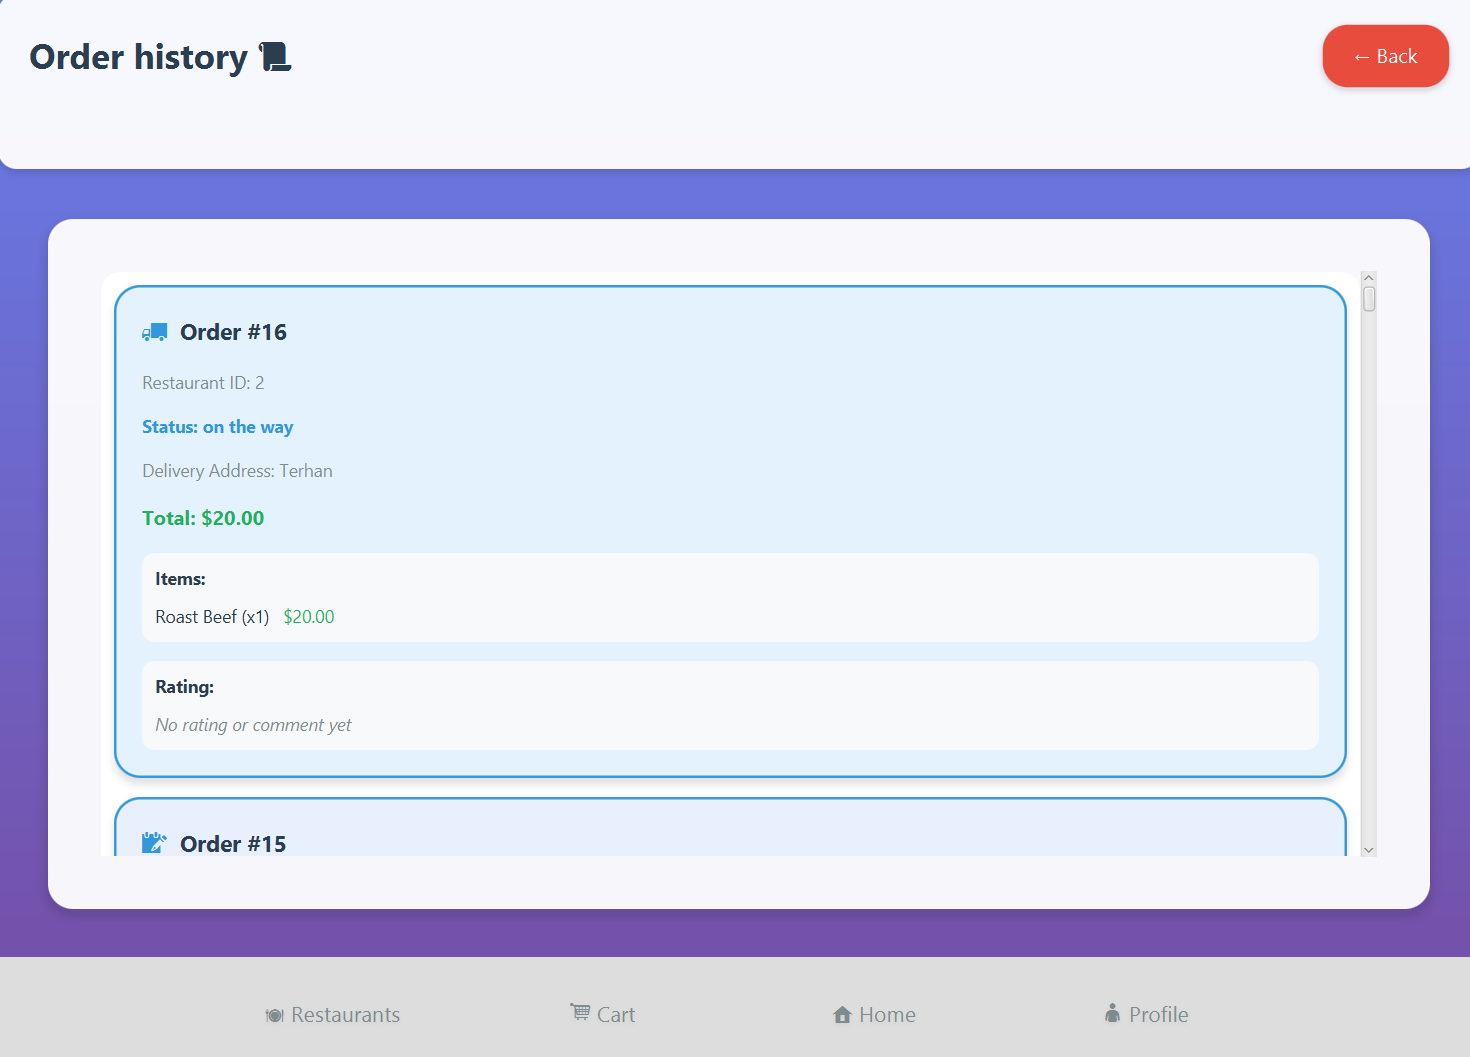 Order history
← Back
Order #16
Restaurant ID: 2
Status: on the way
Delivery Address: Terhan
Total: $20.00
Items:
Roast Beef (x1) $20.00
Rating:
No rating or comment yet
Order #15
Restaurants
Cart
Home
Profile